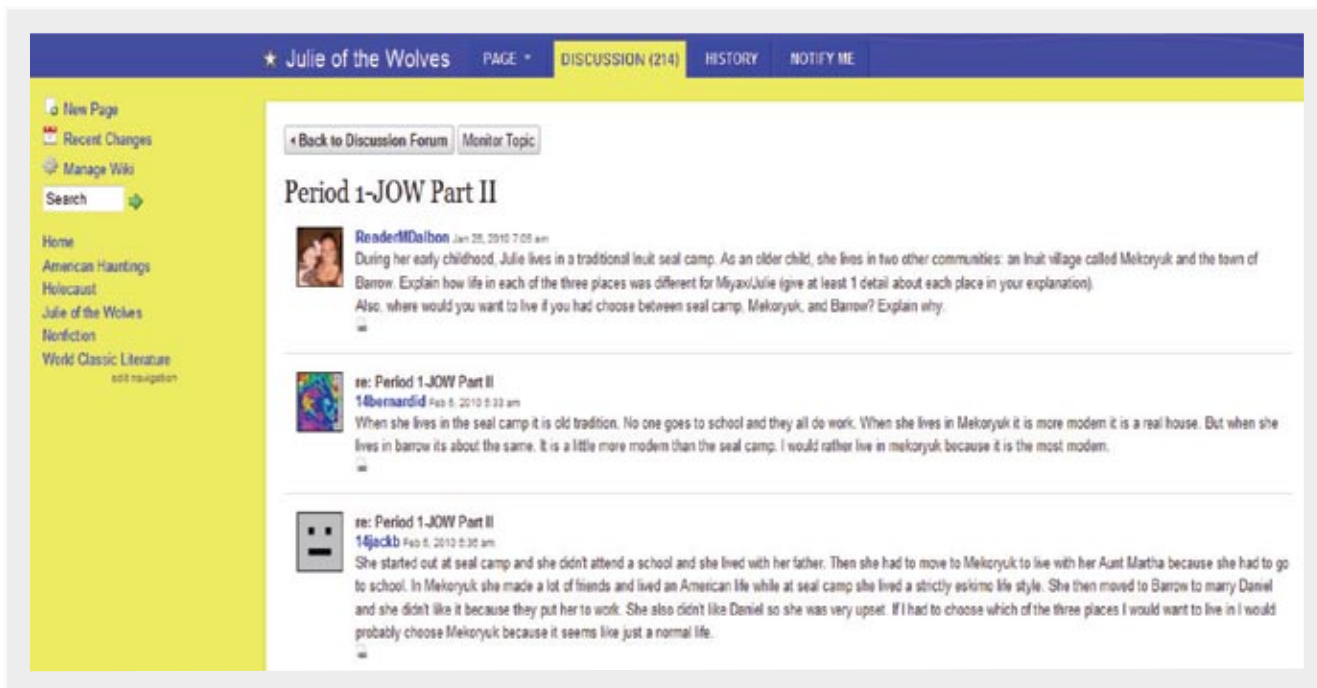 ★ Julie of the Wolves PAGE DISCUSSION (214) HISTORY NOTIFY ME
New Page
Recent Changes
Manage Wiki
Search
Home
American Hauntings
Holocaust
Julie of the Wolves
Nonfiction
World Classic Literature
edit navigation
Back to Discussion Forum Monitor Topic
Period 1-JOW Part II
ReaderMDalbon Jan 2010 7:05 am
During her early childhood, Julie lives in a traditional Inuit seal camp. As an older child, she lives in two other communities: an Inuit village called Mekoryuk and the town of
Barrow. Explain how life in each of the three places was different for Miyax/Julie (give at least 1 detail about each place in your explanation).
Also, where would you want to live if you had choose between seal camp, Mekoryuk, and Barrow? Explain why.
re: Period 1-JOW Part II
14bernardid Feb 2010 am
When she lives in the seal camp it is old tradition. No one goes to school and they all do work. When she lives in Mekoryuk it is more modern it is a real house. But when she
lives in barrow its about the same. It is a little more modern than the seal camp. I would rather live in mekoryuk because it is the most modern.
re: Period 1-JOW Part II
14jackb Feb 2010 am
She started out at seal camp and she didn't attend a school and she lived with her father. Then she had to move to Mekoryuk to live with her Aunt Martha because she had to go
to school. In Mekoryuk she made a lot of friends and lived an American life while at seal camp she lived a strictly eskimo life style. She then moved to Barrow to marry Daniel
and she didn't like it because they put her to work. She also didn't like Daniel so she was very upset. If I had to choose which of the three places I would want to live in I would
probably choose Mekoryuk because it seems like just a normal life.